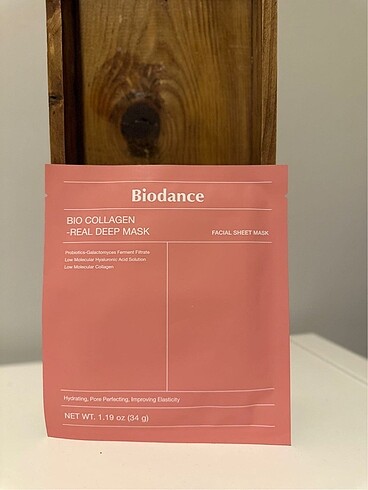 Biodance
BIO COLLAGEN
-REAL DEEP MASK
FACIAL SHEET MASK
Probiotics-Galactomyces Ferment Filtrate
Low Molecular Hyaluronic Acid Solution
Low Molecular Collagen
Hydrating, Pore Perfecting, Improving Elasticity
NET WT. 1.19 oz (34 g)